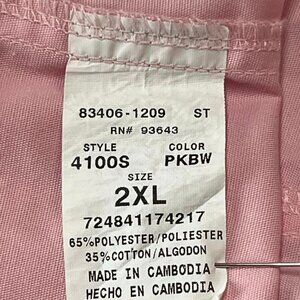 83406-1209 ST
RN# 93643
STYLE COLOR
4100S PKBW
SIZE
2XL
724841174217
65%POLYESTER/POLIESTER
35%COTTON/ALGODON
MADE IN CAMBODIA
HECHO EN CAMBODIA